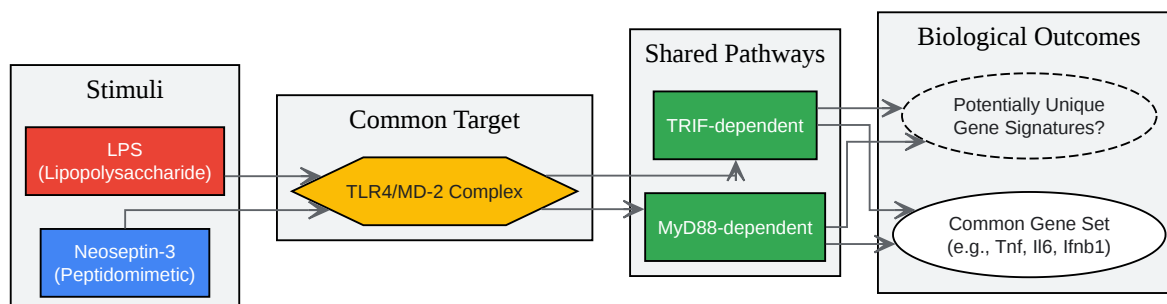 Stimuli
LPS
(Lipopolysaccharide)
Neoseptin-3
(Peptidomimetic)
Common Target
TLR4/MD-2 Complex
Shared Pathways
TRIF-dependent
MyD88-dependent
Biological Outcomes
Potentially Unique
Gene Signatures?
Common Gene Set
(e.g., Tnf, Il6, Ifnb1)